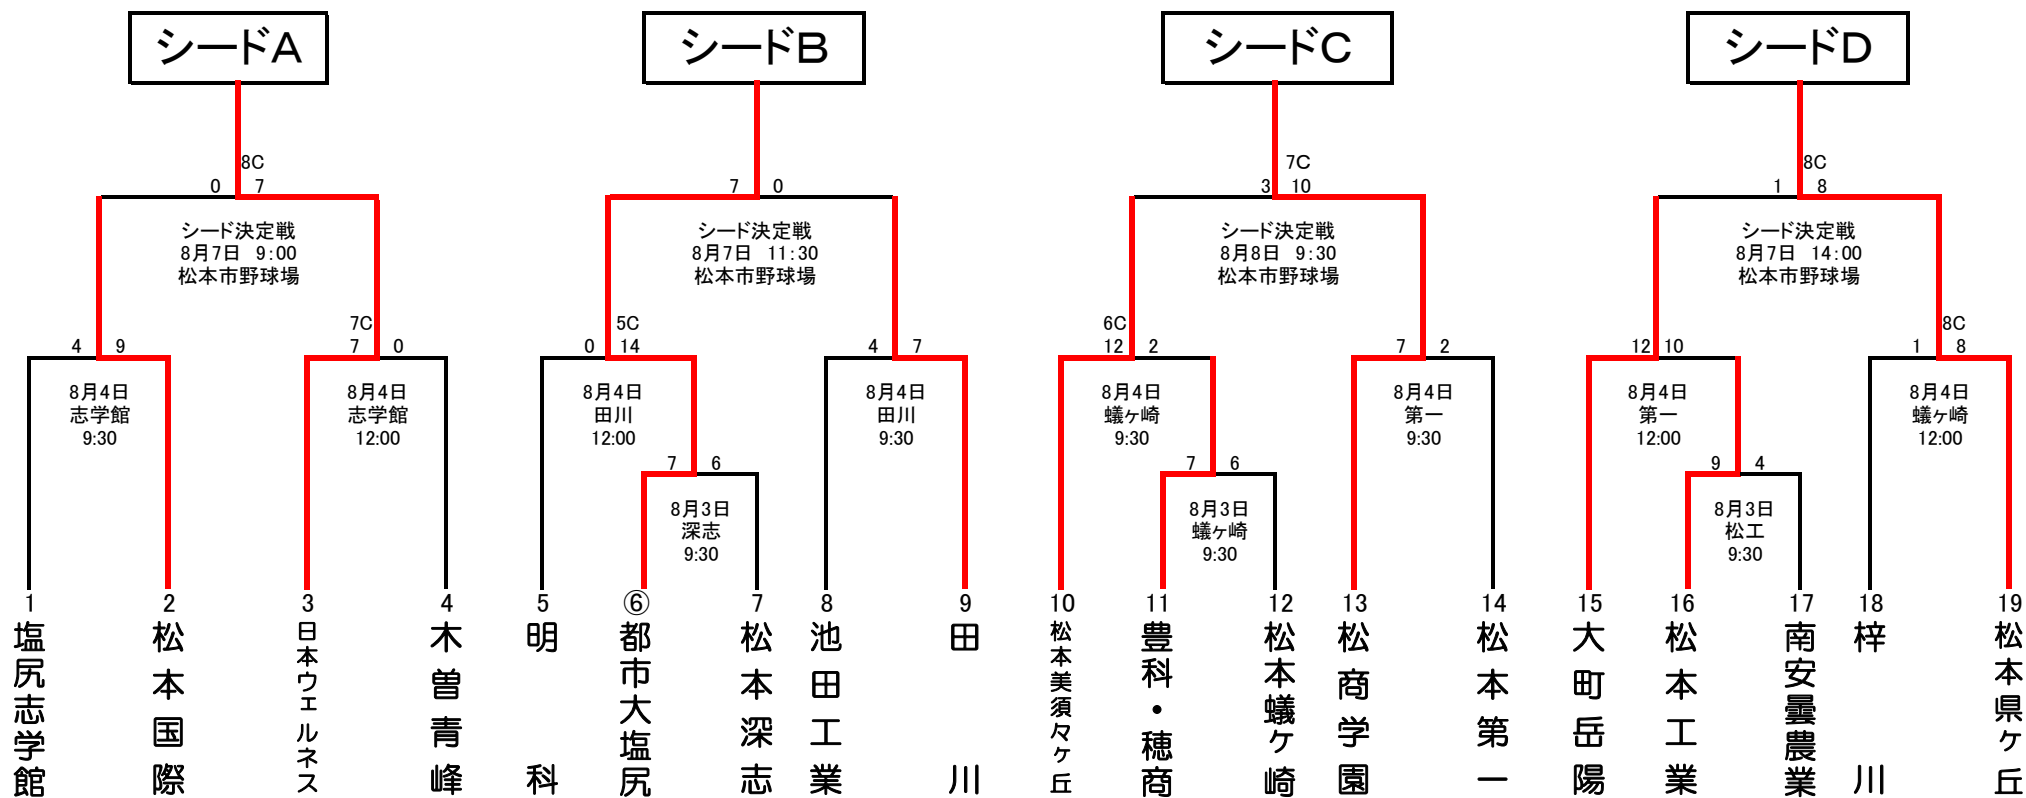 シードA
シードB
シードC
シードD
8C
0 7
7 0
7C
3 10
8C
1 8
シード決定戦
8月7日 9:00
松本市野球場
シード決定戦
8月7日 11:30
松本市野球場
シード決定戦
8月8日 9:30
松本市野球場
シード決定戦
8月7日 14:00
松本市野球場
4 9
7C
7 0
5C
0 14
4 7
6C
12 2
7 2
12 10
8C
1 8
8月4日
志学館
9:30
8月4日
志学館
12:00
8月4日
田川
12:00
8月4日
田川
9:30
8月4日
蟻ヶ崎
9:30
8月4日
第一
9:30
8月4日
第一
12:00
8月4日
蟻ヶ崎
12:00
7 6
8月3日
深志
9:30
7 6
8月3日
蟻ヶ崎
9:30
9 4
8月3日
松工
9:30
1
塩尻志学館
2
松本国際
3
日本ウェルネス
4
木曽青峰
5
明科
⑥
都市大塩尻
7
松本深志
8
池田工業
9
田川
10
松本美須々ケ丘
11
豊科・穂商
12
松本蟻ケ崎
13
松商学園
14
松本第一
15
大町岳陽
16
松本工業
17
南安曇農業
18
梓川
19
松本県ケ丘